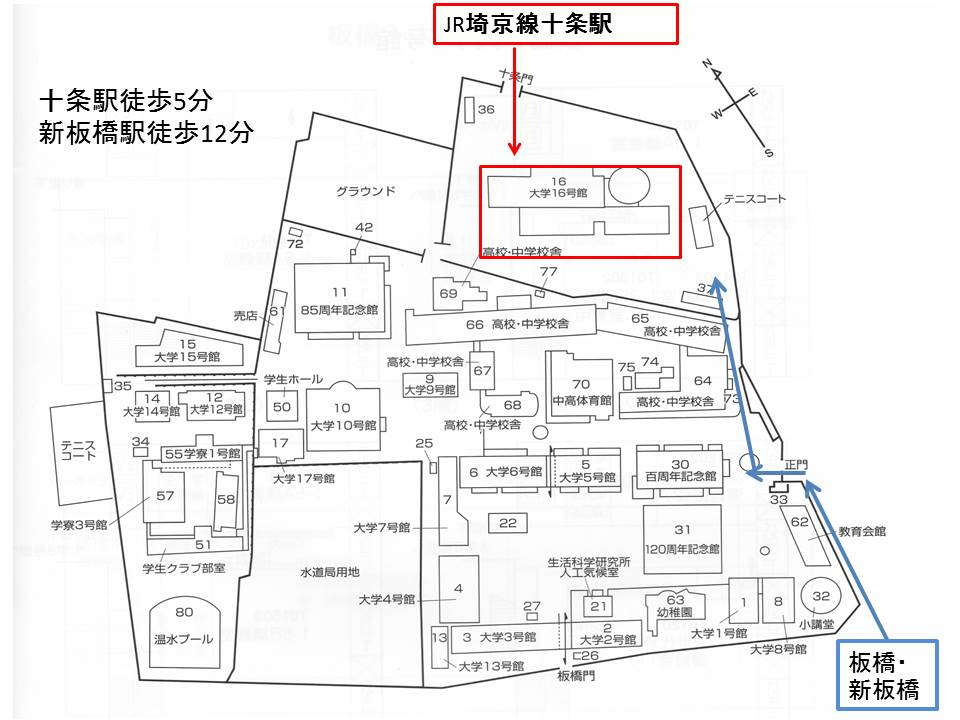 JR埼京線十条駅
十条駅徒歩5分
新板橋駅徒歩12分
十条門
N
E
W
S
36
16
大学16号館
グラウンド
テニスコート
42
72
高校・中学校舎
77
37
11
85周年記念館
69
売店
61
66 高校・中学校舎
65
高校・中学校舎
15
大学15号館
高校・中学校舎
67
9
大学9号館
70
中高体育館
75
74
64
高校・中学校舎
73
35
学生ホール
50
14
大学14号館
12
大学12号館
10
大学10号館
68
高校・中学校舎
テニス
コート
34
55学寮1号館
17
大学17号館
25
6 大学6号館
5
大学5号館
30
百周年記念館
正門
33
57
58
学寮3号館
7
大学7号館
22
31
120周年記念館
62
教育会館
51
学生クラブ部室
水道局用地
生活科学研究所
人工気候室
4
大学4号館
21
63
幼稚園
1
8
32
小講堂
80
温水プール
27
13
3 大学3号館
2
大学2号館
大学1号館
大学8号館
大学13号館
26
板橋門
板橋・
新板橋